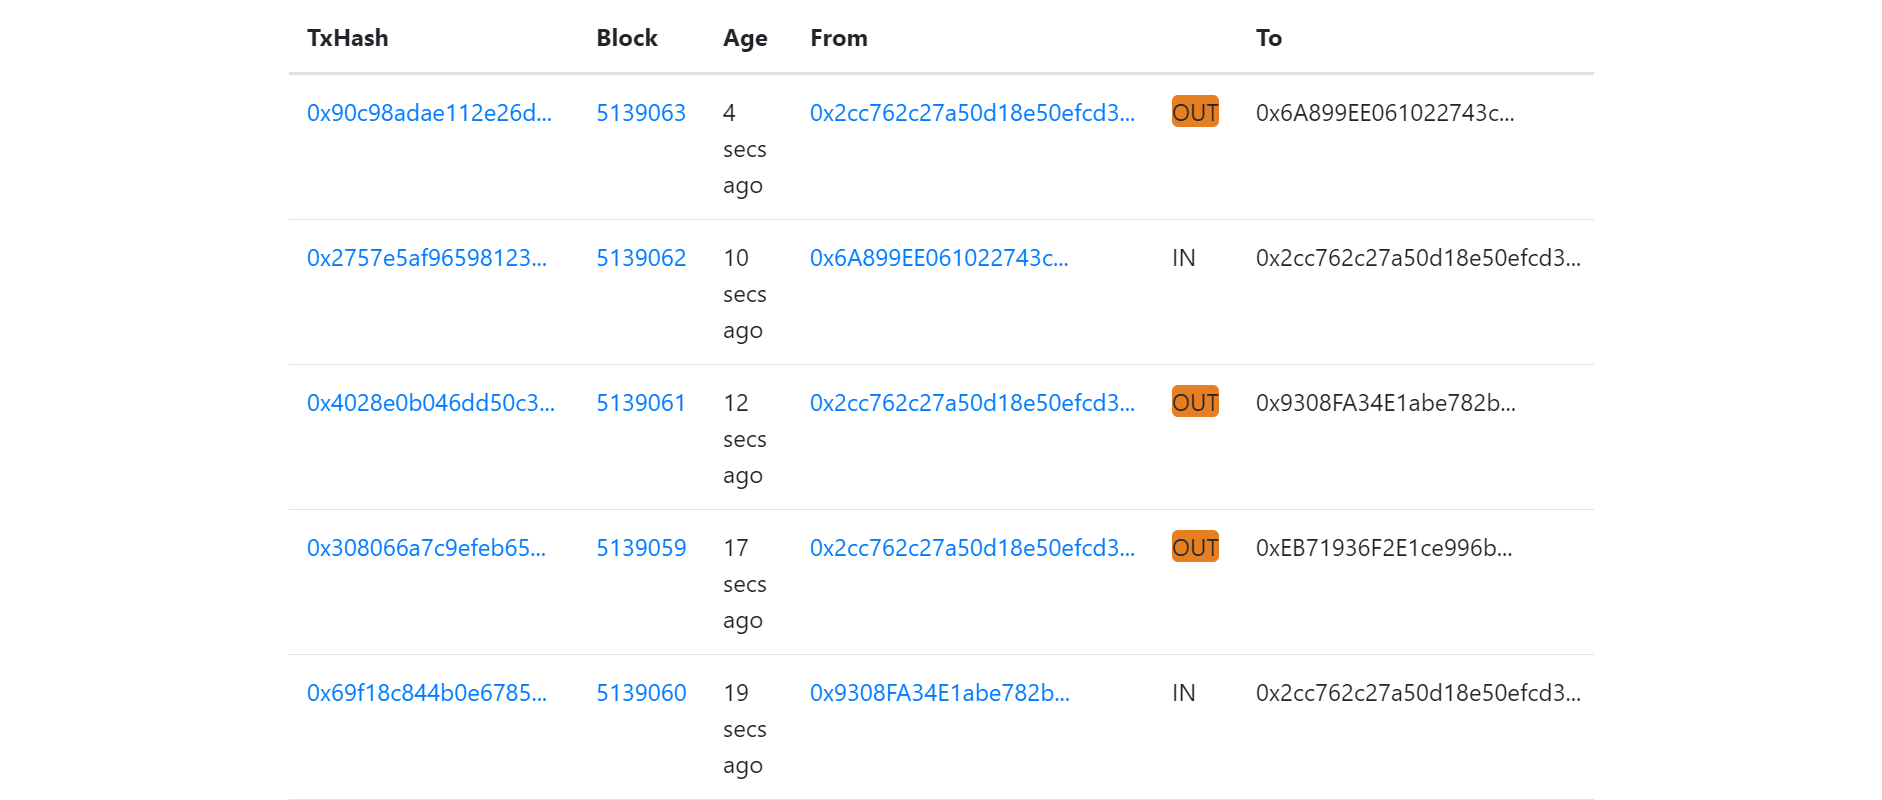 TxHash Block Age From To
0x90c98adae112e26d... 5139063 4 secs ago 0x2cc762c27a50d18e50efcd3... OUT 0x6A899EE061022743c...
0x2757e5af96598123... 5139062 10 secs ago 0x6A899EE061022743c... IN 0x2cc762c27a50d18e50efcd3...
0x4028e0b046dd50c3... 5139061 12 secs ago 0x2cc762c27a50d18e50efcd3... OUT 0x9308FA34E1abe782b...
0x308066a7c9efeb65... 5139059 17 secs ago 0x2cc762c27a50d18e50efcd3... OUT 0xEB71936F2E1ce996b...
0x69f18c844b0e6785... 5139060 19 secs ago 0x9308FA34E1abe782b... IN 0x2cc762c27a50d18e50efcd3...